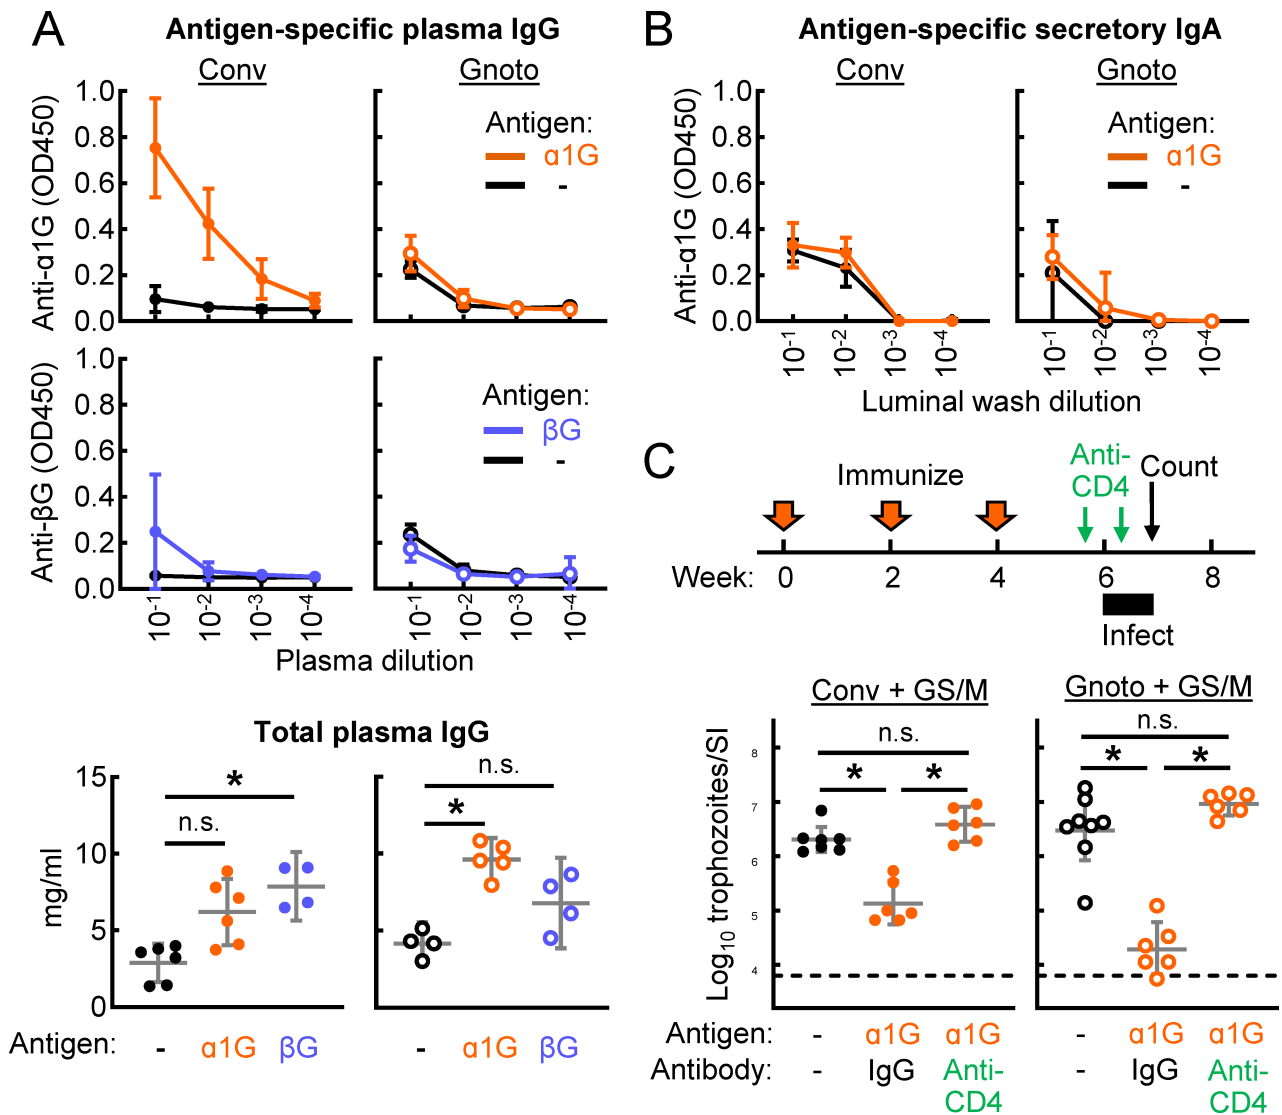 A
Antigen-specific plasma IgG
Conv
Gnoto
Anti-α1G (OD450)
1.0
0.8
0.6
0.4
0.2
0.0
Antigen:
α1G
-
Anti-βG (OD450)
1.0
0.8
0.6
0.4
0.2
0.0
Antigen:
βG
-
10-1
10-2
10-3
10-4
10-1
10-2
10-3
10-4
Plasma dilution
Total plasma IgG
mg/ml
15
10
5
0
n.s.
*
*
n.s.
Antigen:
- α1G βG
- α1G βG
B
Antigen-specific secretory IgA
Conv
Gnoto
Anti-α1G (OD450)
1.0
0.8
0.6
0.4
0.2
0.0
Antigen:
α1G
-
10-1
10-2
10-3
10-4
10-1
10-2
10-3
10-4
Luminal wash dilution
C
Immunize
Anti-
CD4
Count
Week: 0 2 4 6 8
Infect
Conv + GS/M
Gnoto + GS/M
Log10 trophozoites/SI
8
7
6
5
4
n.s.
* *
n.s.
* *
Antigen: - α1G α1G - α1G α1G
Antibody: - IgG Anti-
CD4
- IgG Anti-
CD4